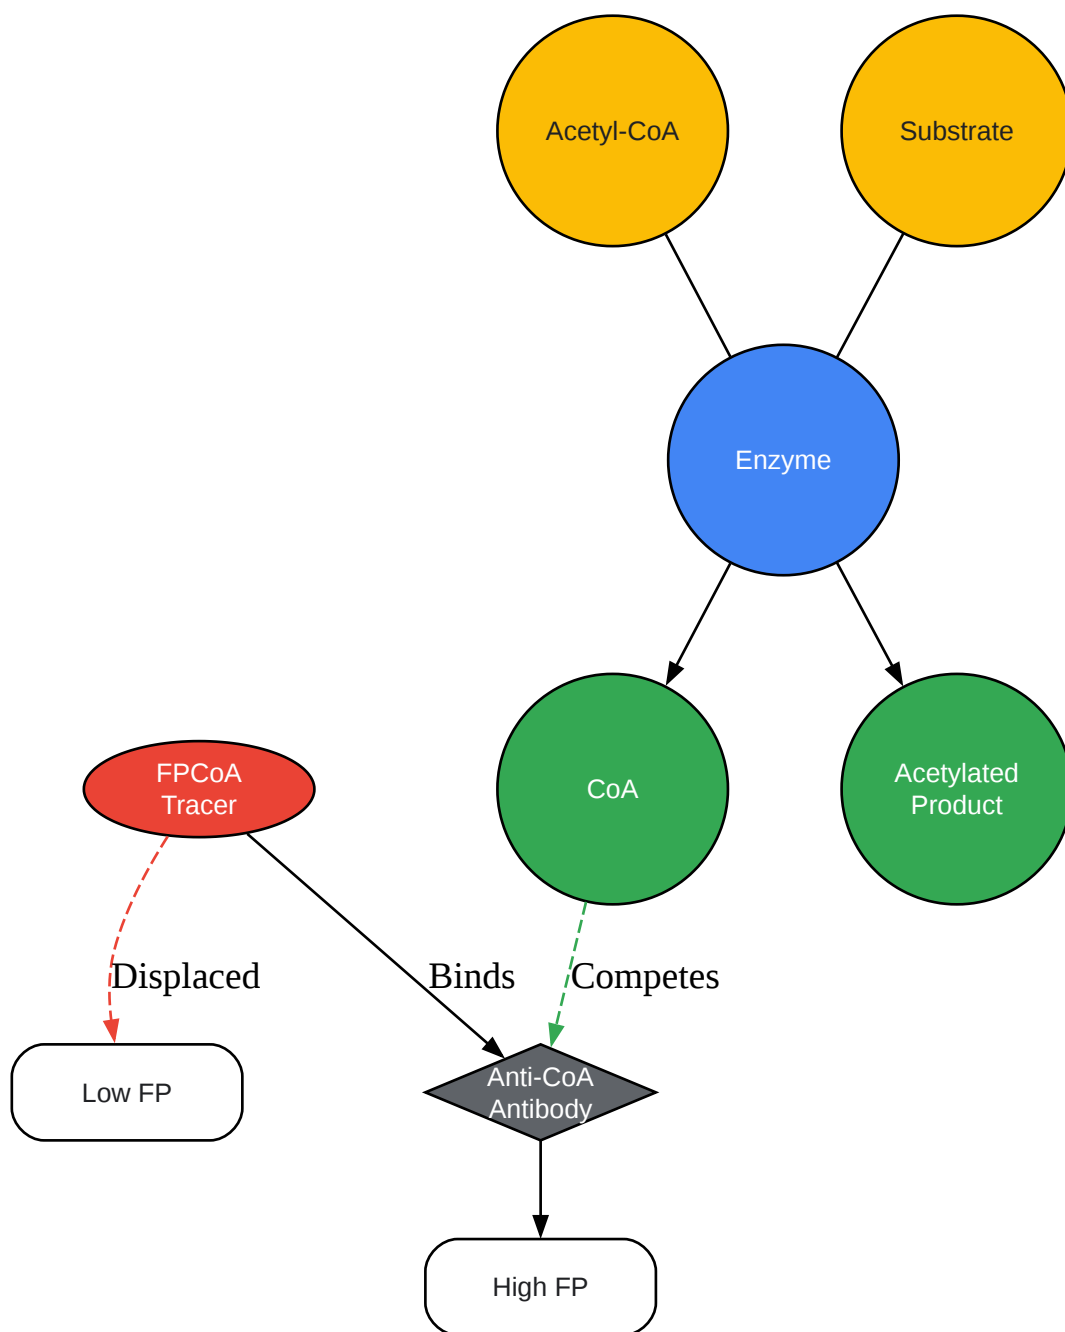 Acetyl-CoA
Substrate
Enzyme
FPCoA
Tracer
CoA
Acetylated
Product
Displaced
Binds
Competes
Low FP
Anti-CoA
Antibody
High FP